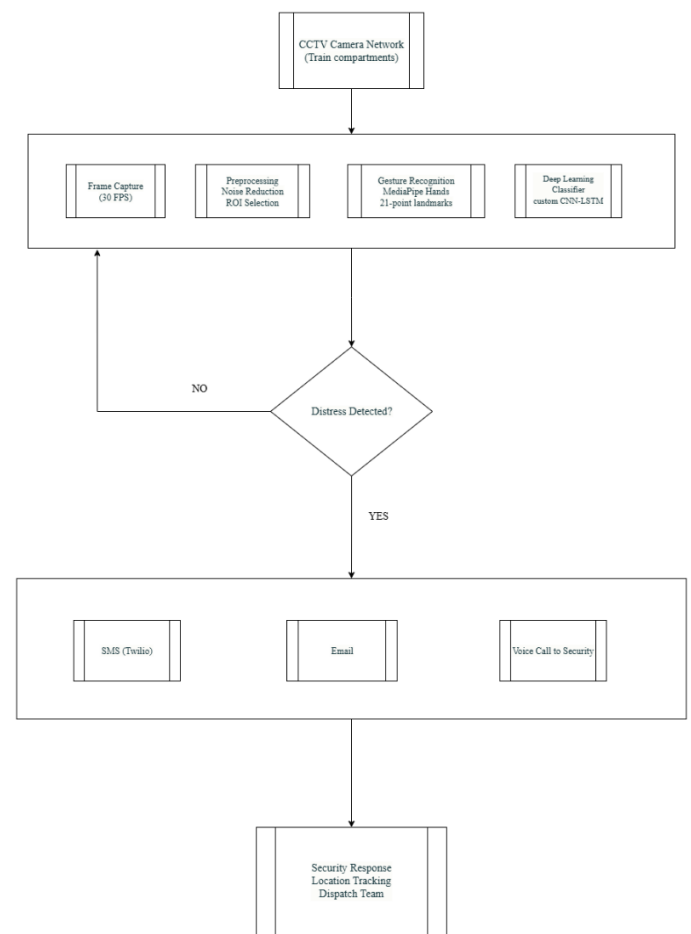 CCTV Camera Network
(Train compartments)
Frame Capture
(30 FPS)
Preprocessing
Noise Reduction
ROI Selection
Gesture Recognition
MediaPipe Hands
21-point landmarks
Deep Learning
Classifier
custom CNN-LSTM
NO
Distress Detected?
YES
SMS (Twilio)
Email
Voice Call to Security
Security Response
Location Tracking
Dispatch Team